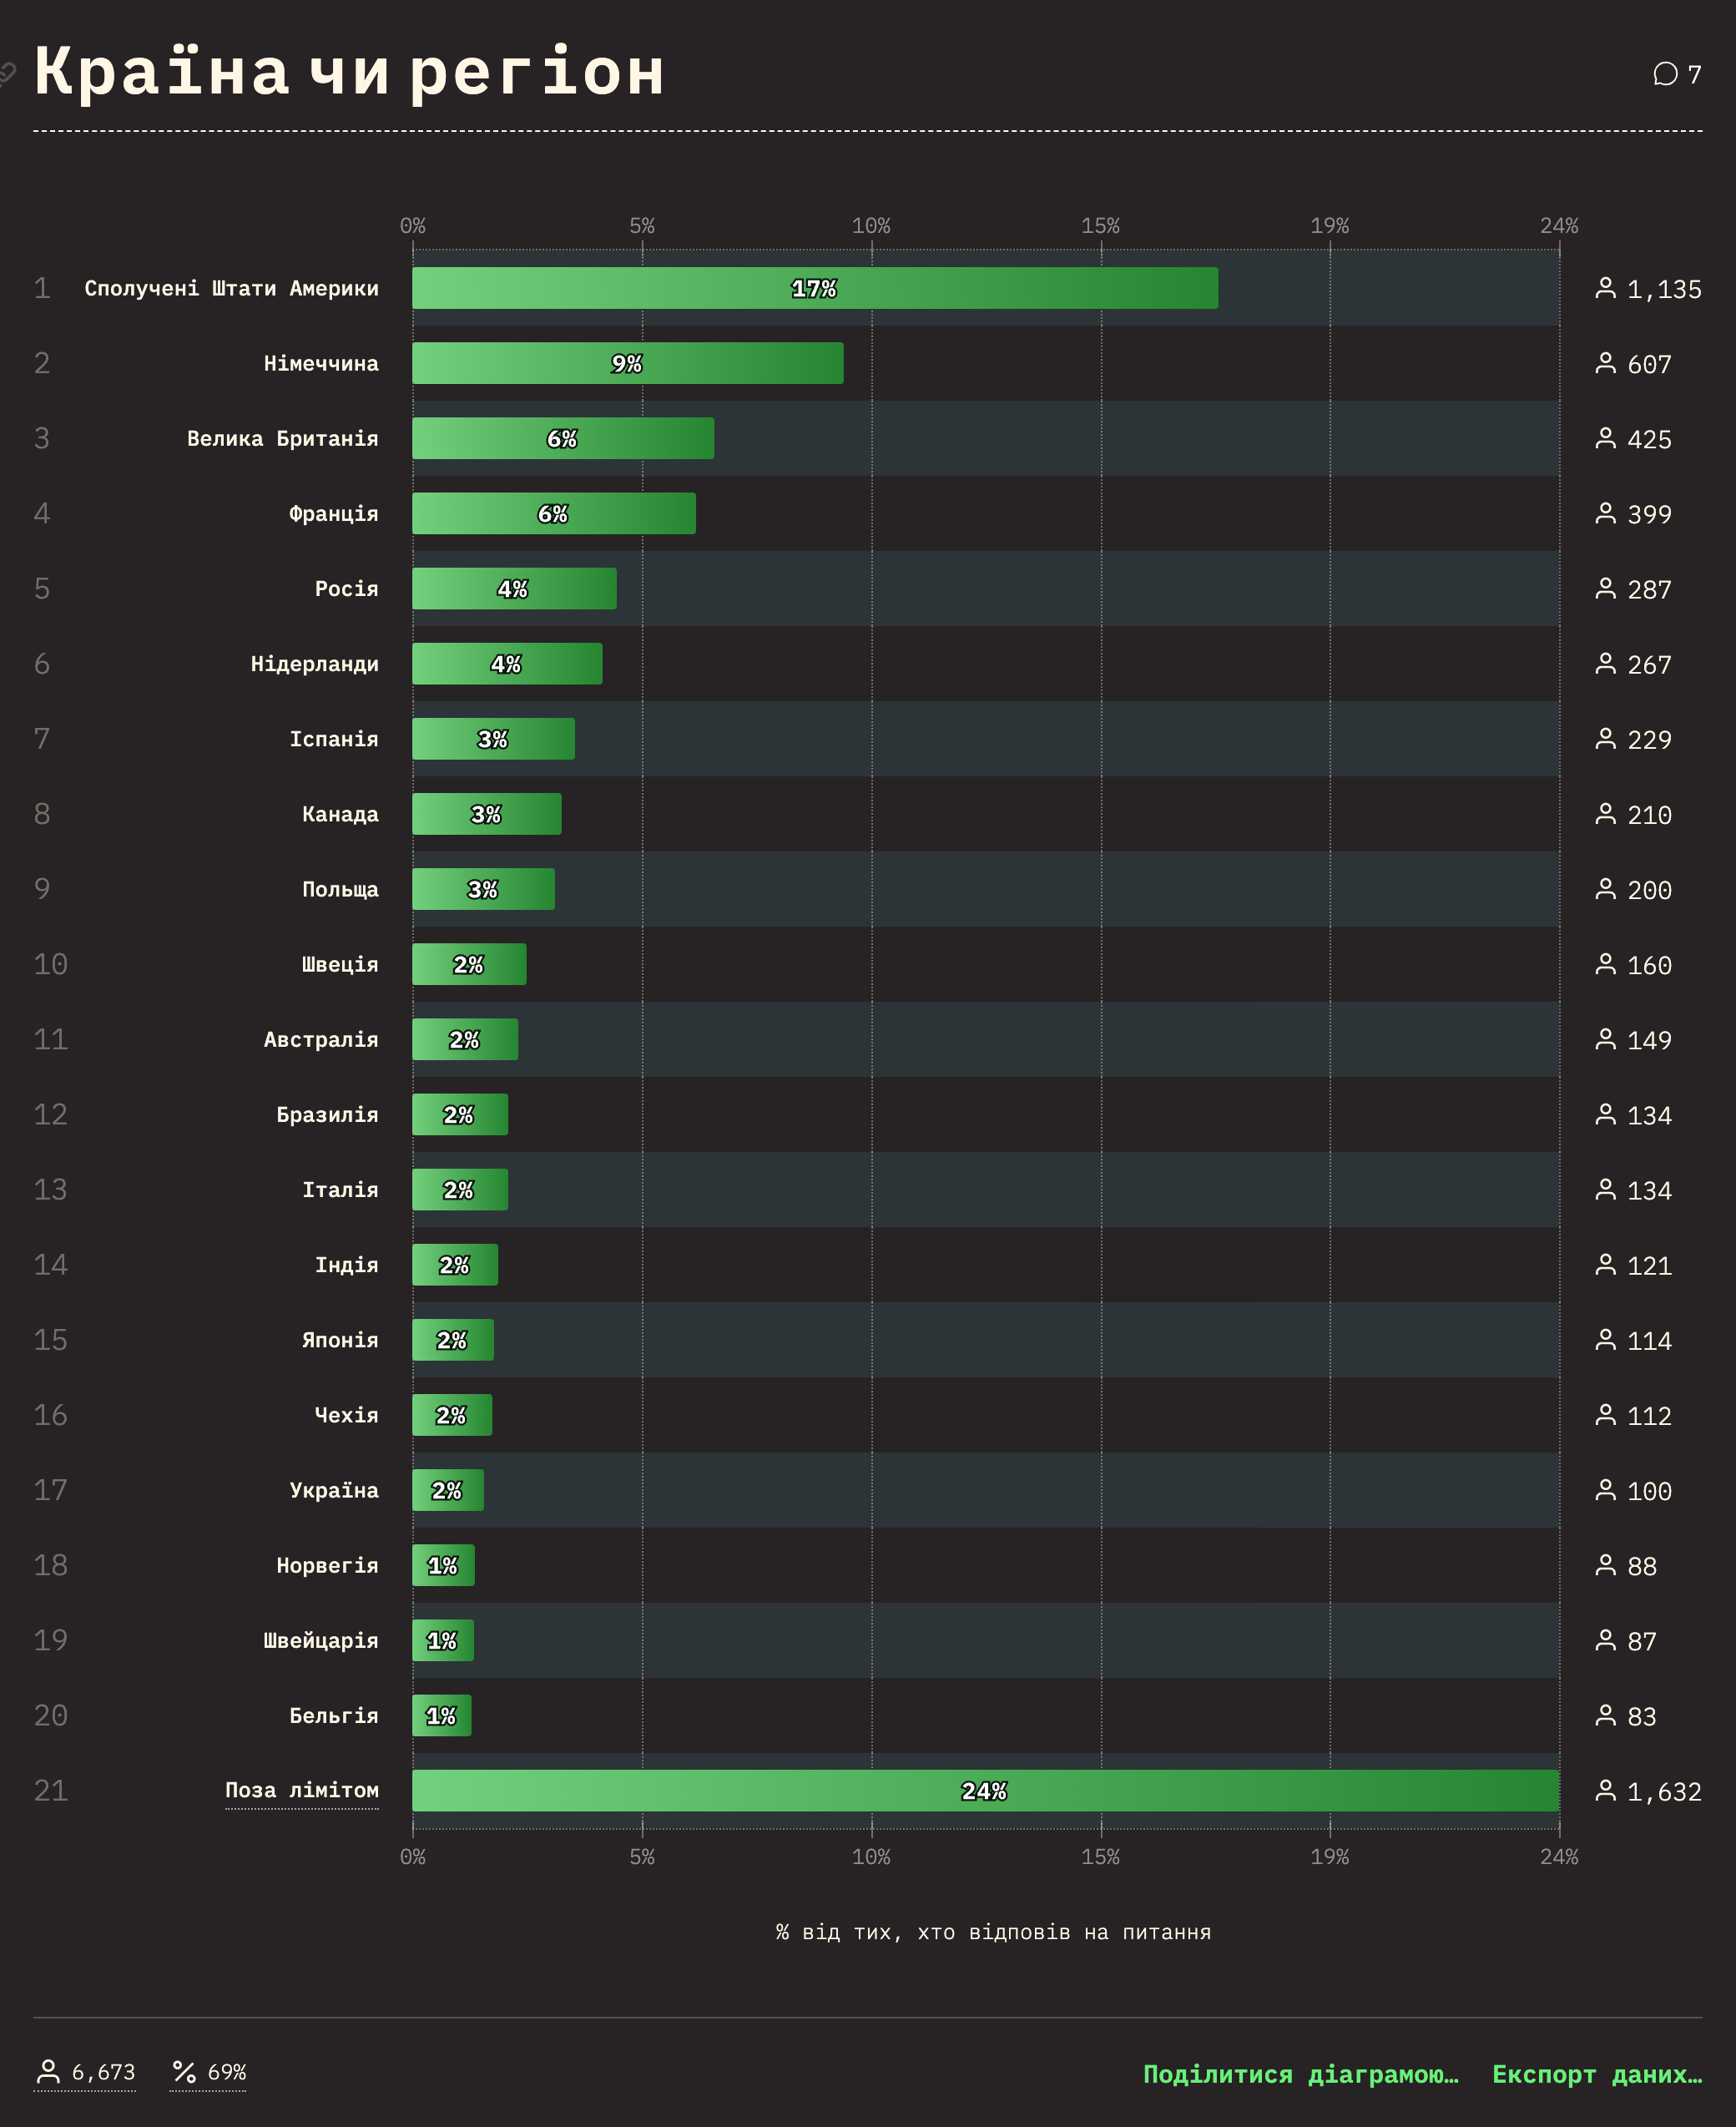 Країна чи регіон 7
0% 5% 10% 15% 19% 24%
1 Сполучені Штати Америки 17% 1,135
2 Німеччина 9% 607
3 Велика Британія 6% 425
4 Франція 6% 399
5 Росія 4% 287
6 Нідерланди 4% 267
7 Іспанія 3% 229
8 Канада 3% 210
9 Польща 3% 200
10 Швеція 2% 160
11 Австралія 2% 149
12 Бразилія 2% 134
13 Італія 2% 134
14 Індія 2% 121
15 Японія 2% 114
16 Чехія 2% 112
17 Україна 2% 100
18 Норвегія 1% 88
19 Швейцарія 1% 87
20 Бельгія 1% 83
21 Поза лімітом 24% 1,632
0% 5% 10% 15% 19% 24%
% від тих, хто відповів на питання
6,673 69% Поділитися діаграмою… Експорт даних…